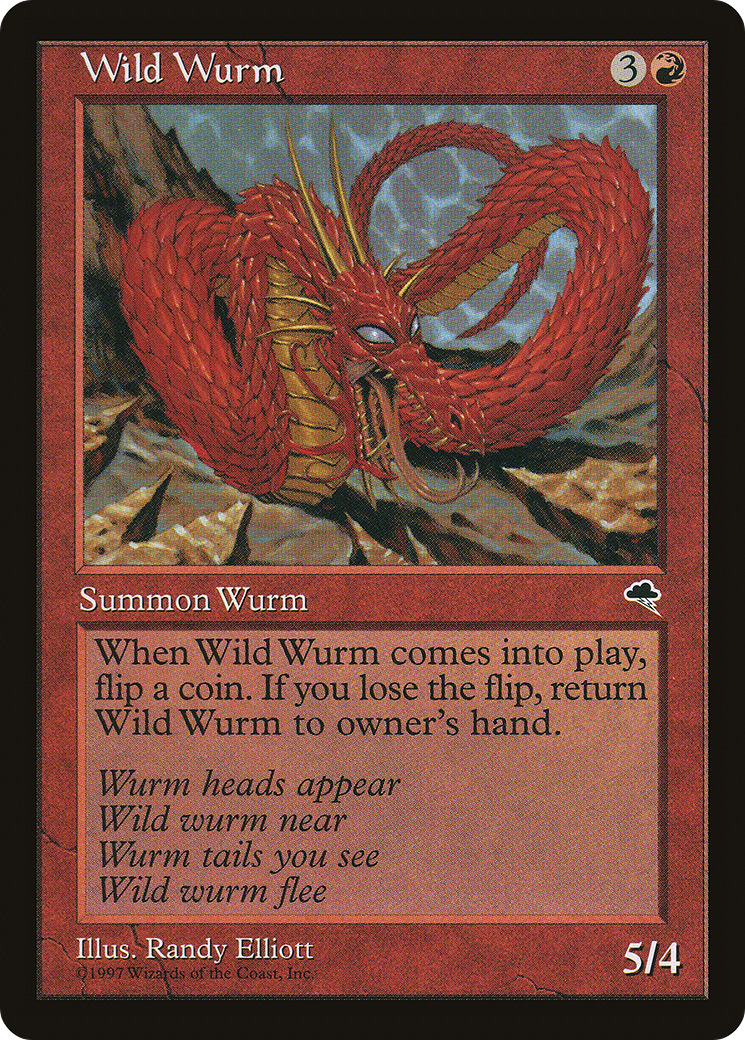 Wild Wurm 3
Summon Wurm
When Wild Wurm comes into play,
flip a coin. If you lose the flip, return
Wild Wurm to owner's hand.
Wurm heads appear
Wild wurm near
Wurm tails you see
Wild wurm flee
Illus. Randy Elliott
©1997 Wizards of the Coast, Inc.
5/4